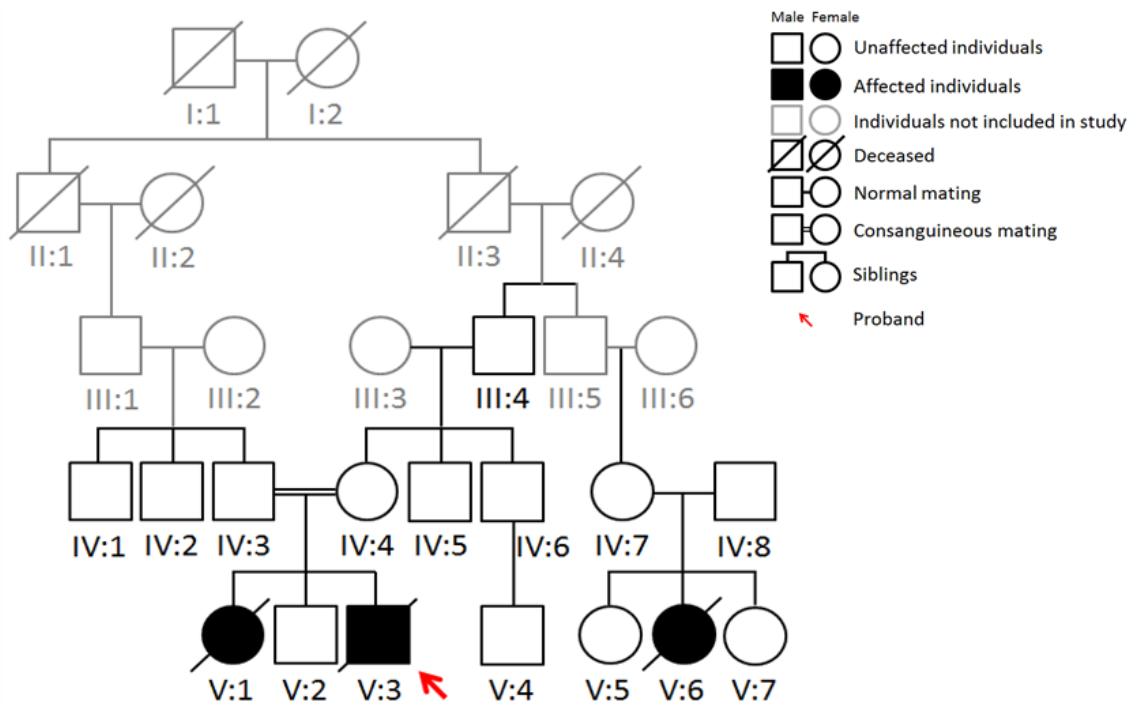 Male Female
Unaffected individuals
Affected individuals
Individuals not included in study
Deceased
Normal mating
Consanguineous mating
Siblings
Proband
I:1 I:2
II:1 II:2 II:3 II:4
III:1 III:2 III:3 III:4 III:5 III:6
IV:1 IV:2 IV:3 IV:4 IV:5 IV:6 IV:7 IV:8
V:1 V:2 V:3 V:4 V:5 V:6 V:7